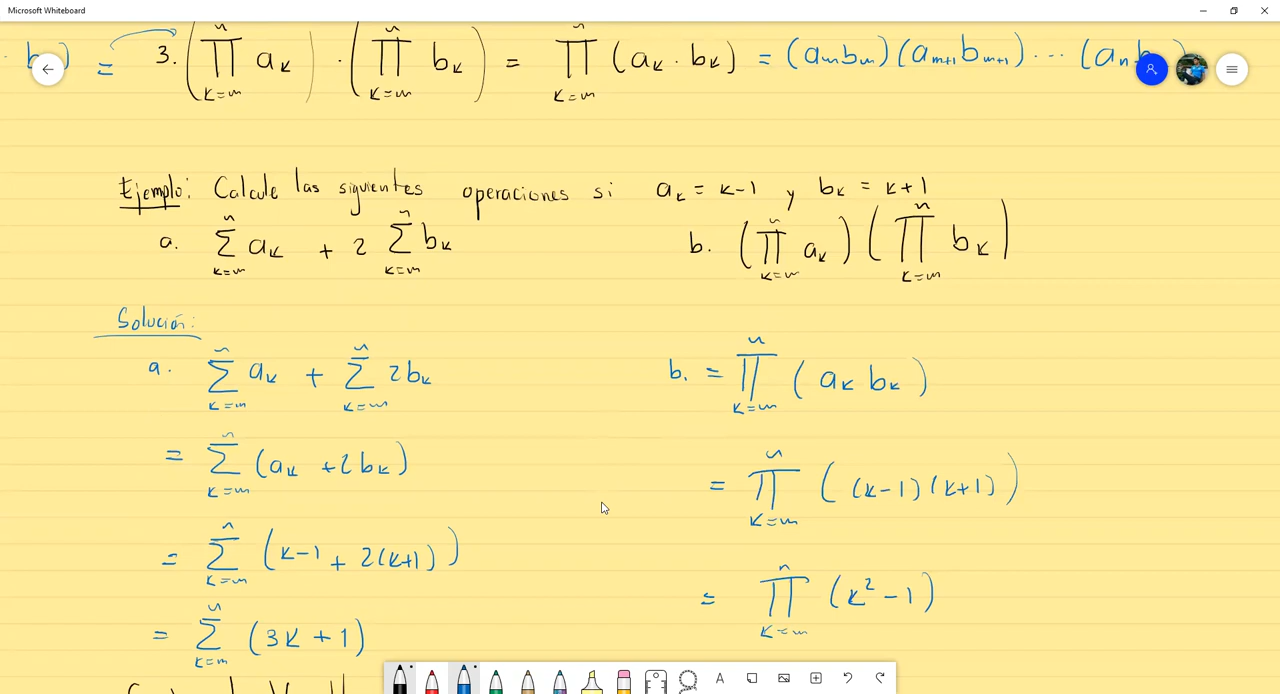 Microsoft Whiteboard
= 3. (∏_{k=m}^{n} a_k) · (∏_{k=m}^{n} b_k) = ∏_{k=m}^{n} (a_k · b_k) = (a_m b_m)(a_{m+1} b_{m+1}) ··· (a_n b
Ejemplo: Calcule las siguientes operaciones si a_k = k-1 y b_k = k+1
a. ∑_{k=m}^{n} a_k + 2 ∑_{k=m}^{n} b_k
b. (∏_{k=m}^{n} a_k) (∏_{k=m}^{n} b_k)
Solución:
a. ∑_{k=m}^{n} a_k + ∑_{k=m}^{n} 2b_k
= ∑_{k=m}^{n} (a_k + 2b_k)
= ∑_{k=m}^{n} (k-1 + 2(k+1))
= ∑_{k=m}^{n} (3k + 1)
b. = ∏_{k=m}^{n} (a_k b_k)
= ∏_{k=m}^{n} ((k-1)(k+1))
= ∏_{k=m}^{n} (k² - 1)
A